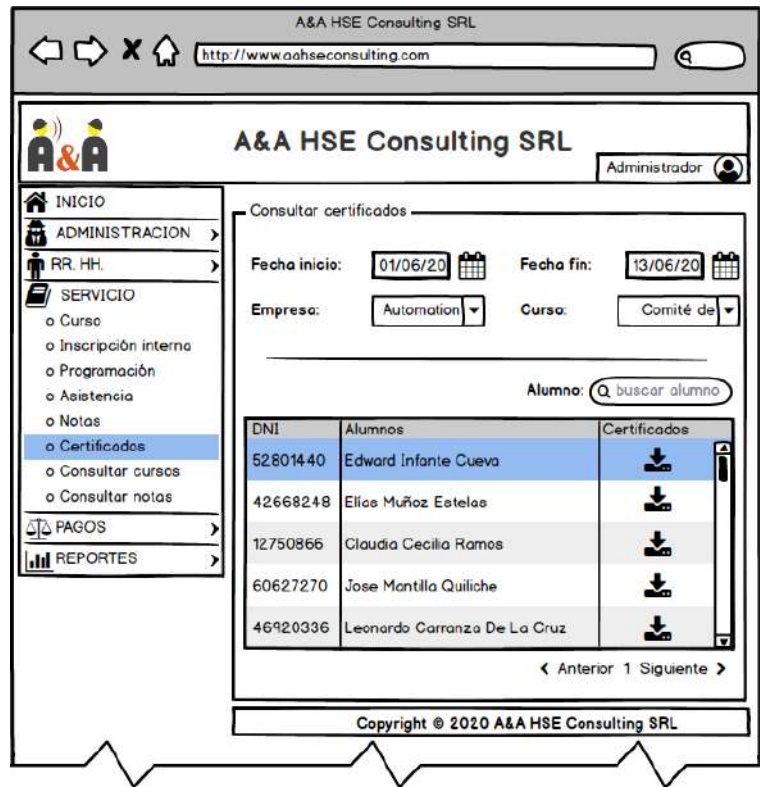 A&A HSE Consulting SRL
http://www.aahseconsulting.com
A&A
A&A HSE Consulting SRL
Administrador
INICIO
ADMINISTRACION
RR. HH.
SERVICIO
o Curso
o Inscripción interna
o Programación
o Asistencia
o Notas
o Certificados
o Consultar cursos
o Consultar notas
PAGOS
REPORTES
Consultar certificados
Fecha inicio: 01/06/20 Fecha fin: 13/06/20
Empresa: Automation Curso: Comité de
Alumno: buscar alumno
DNI Alumnos Certificados
52801440 Edward Infante Cueva
42668248 Elías Muñoz Estelas
12750866 Claudia Cecilia Ramos
60627270 Jose Mantilla Quiliche
46920336 Leonardo Carranza De La Cruz
< Anterior 1 Siguiente >
Copyright © 2020 A&A HSE Consulting SRL